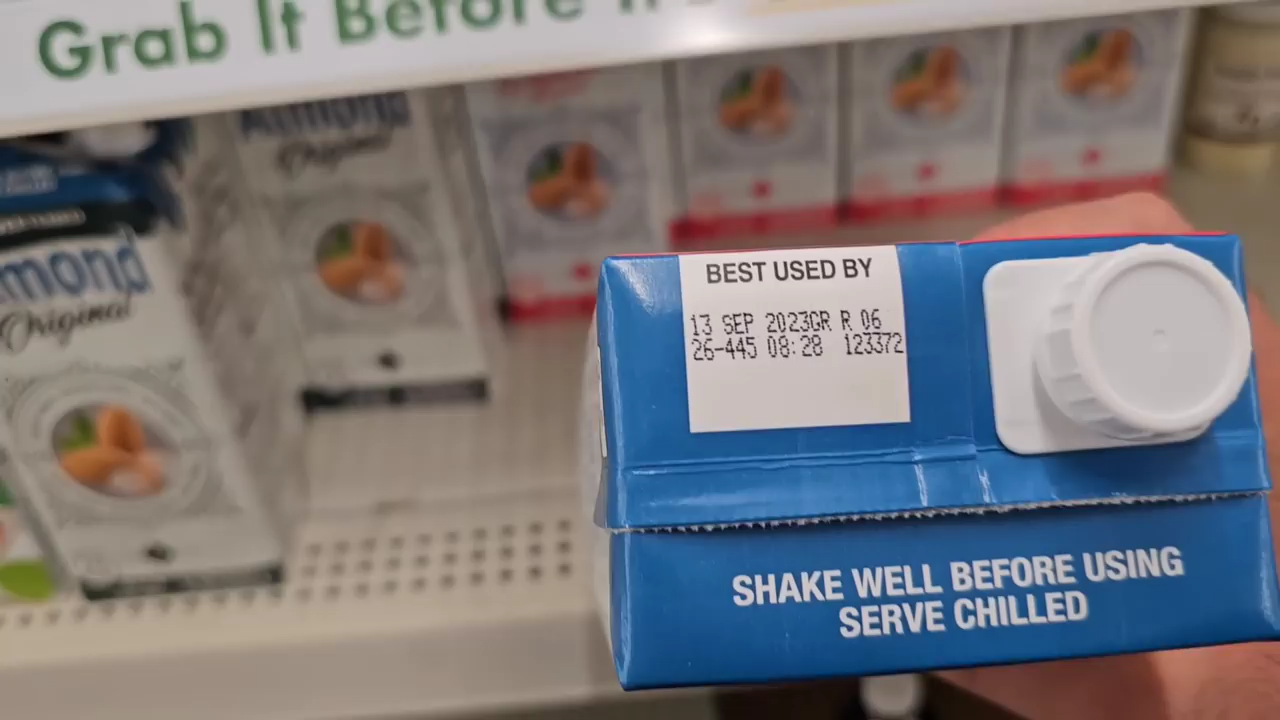 Grab It Before It's
Almond
Original
Almond
Original
BEST USED BY
13 SEP 2023GR R 06
26-445 08:28 123372
SHAKE WELL BEFORE USING
SERVE CHILLED